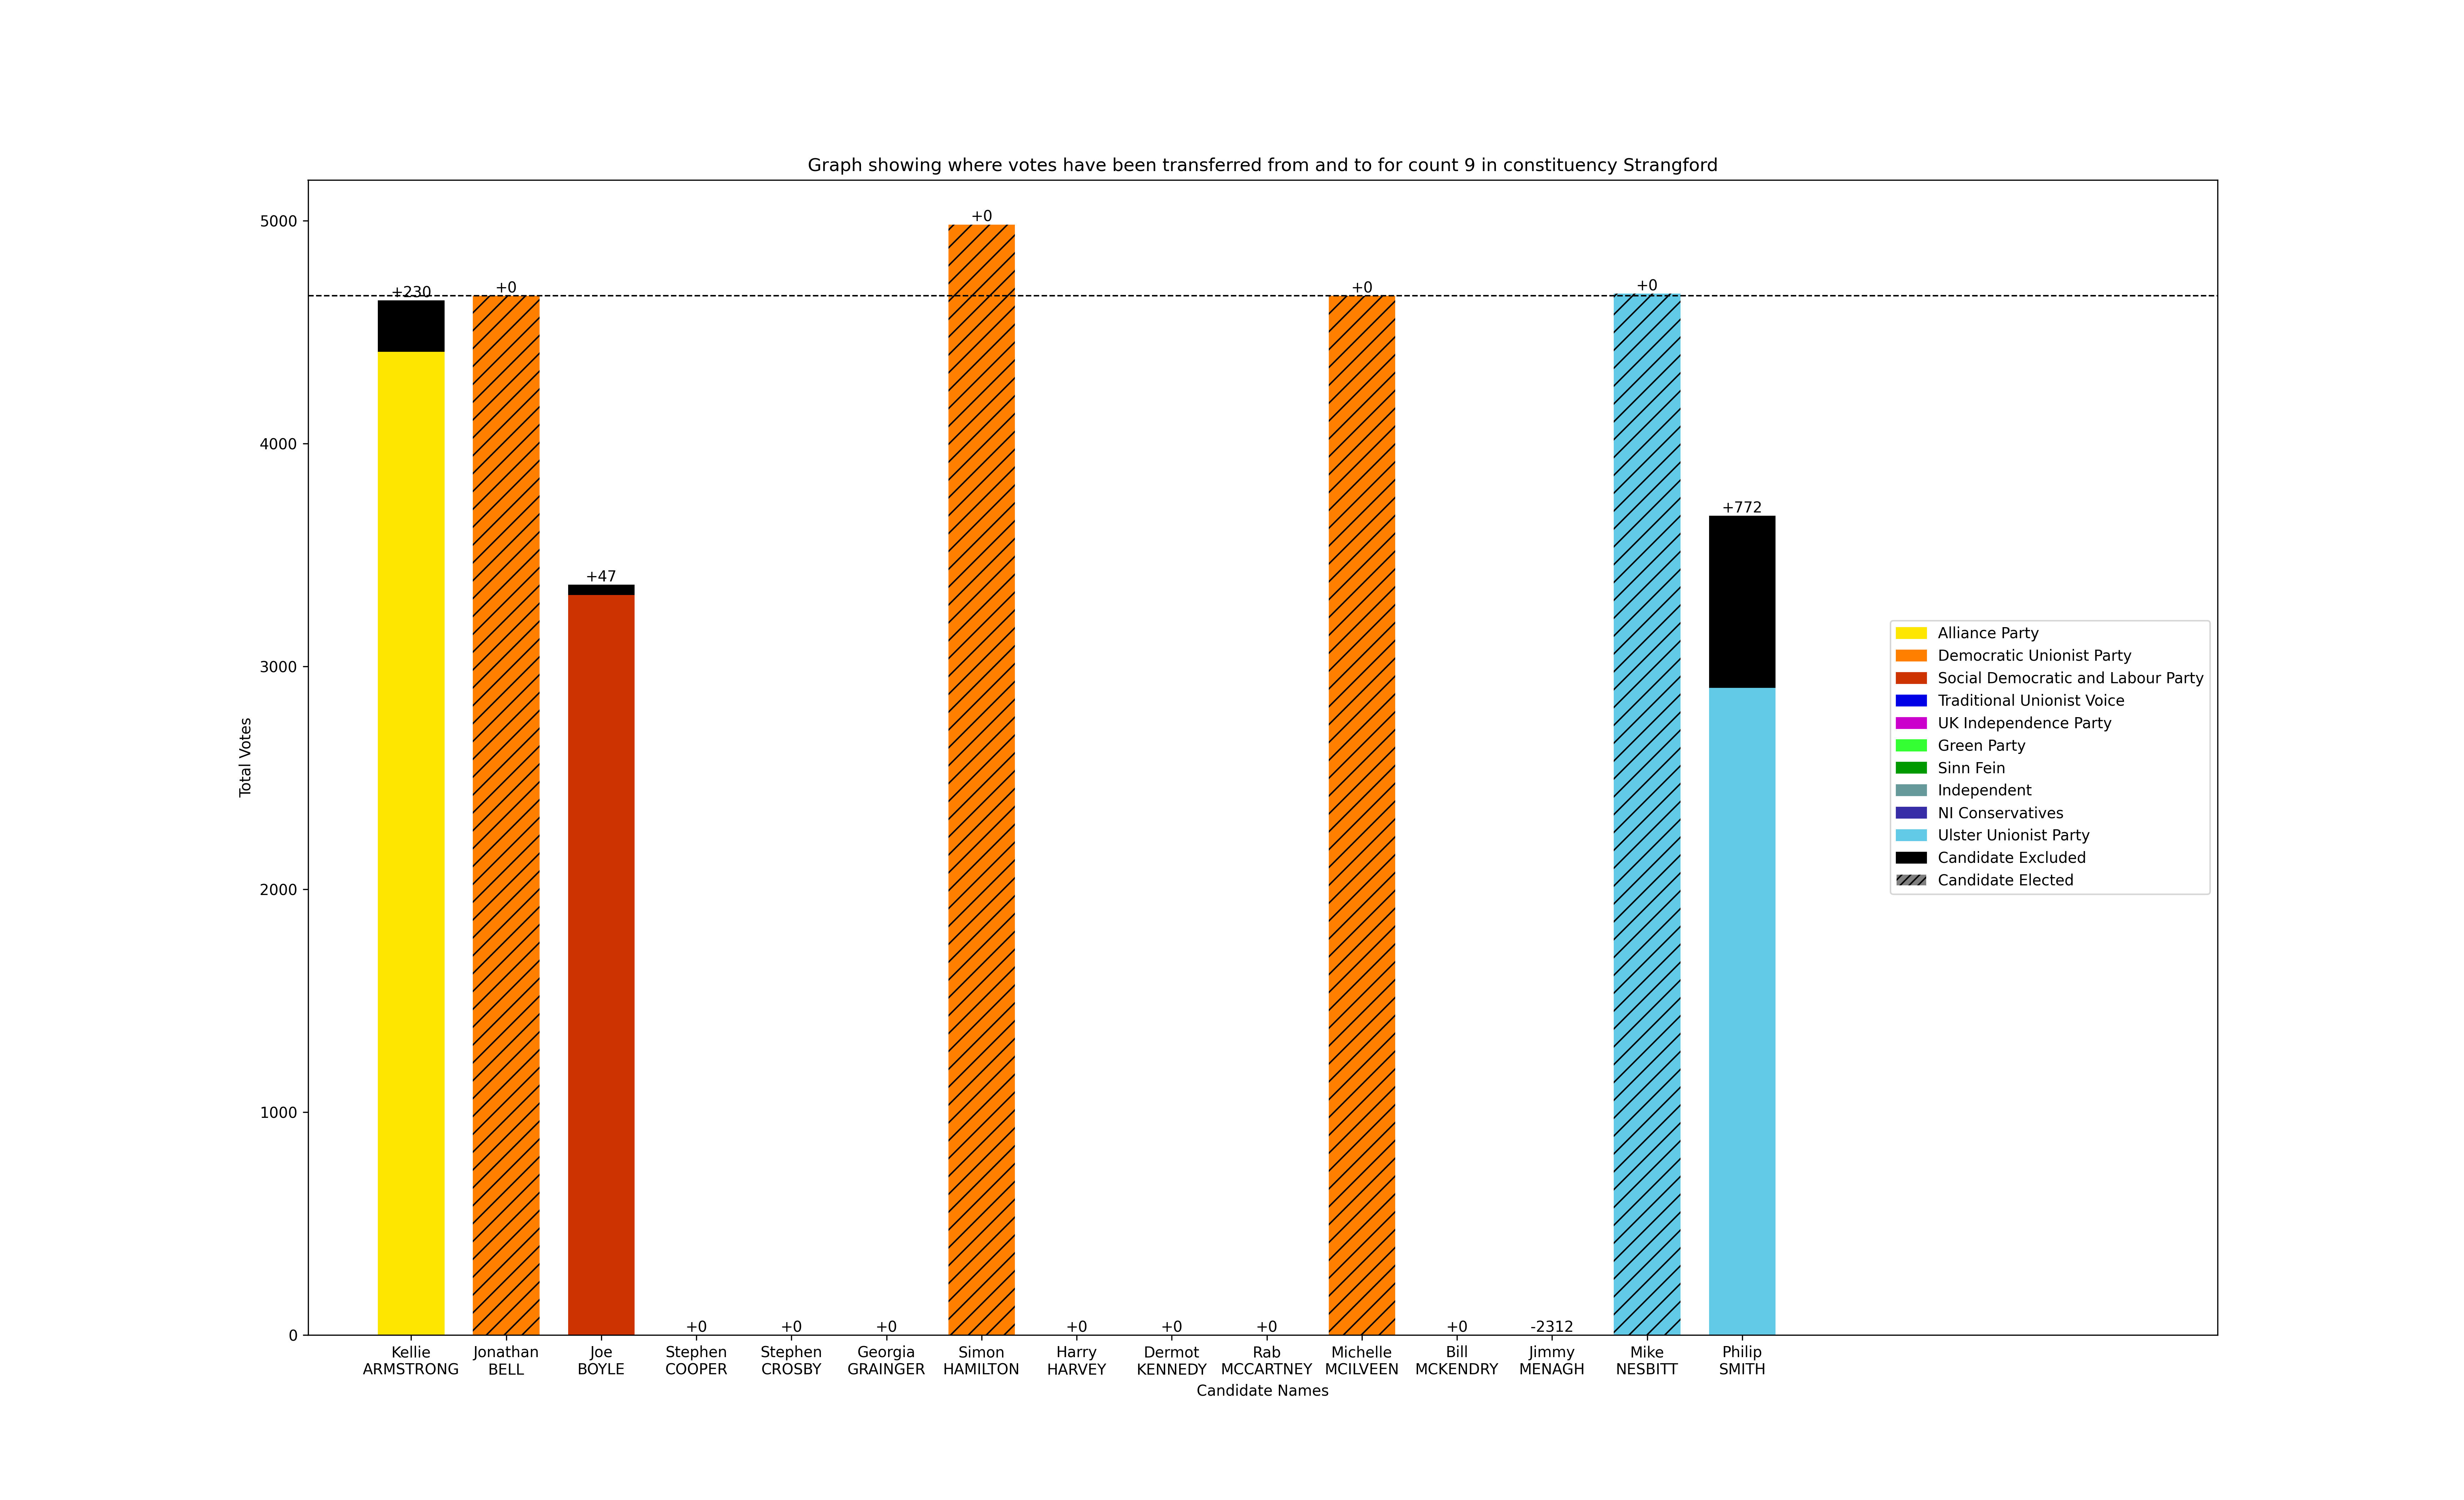 Graph showing where votes have been transferred from and to for count 9 in constituency Strangford
Total Votes
5000
4000
3000
2000
1000
0
+230
+0
+47
+0
+0
+0
+0
+0
+0
+0
+0
+0
-2312
+0
+772
Kellie
ARMSTRONG
Jonathan
BELL
Joe
BOYLE
Stephen
COOPER
Stephen
CROSBY
Georgia
GRAINGER
Simon
HAMILTON
Harry
HARVEY
Dermot
KENNEDY
Rab
MCCARTNEY
Michelle
MCILVEEN
Bill
MCKENDRY
Jimmy
MENAGH
Mike
NESBITT
Philip
SMITH
Candidate Names
Alliance Party
Democratic Unionist Party
Social Democratic and Labour Party
Traditional Unionist Voice
UK Independence Party
Green Party
Sinn Fein
Independent
NI Conservatives
Ulster Unionist Party
Candidate Excluded
Candidate Elected